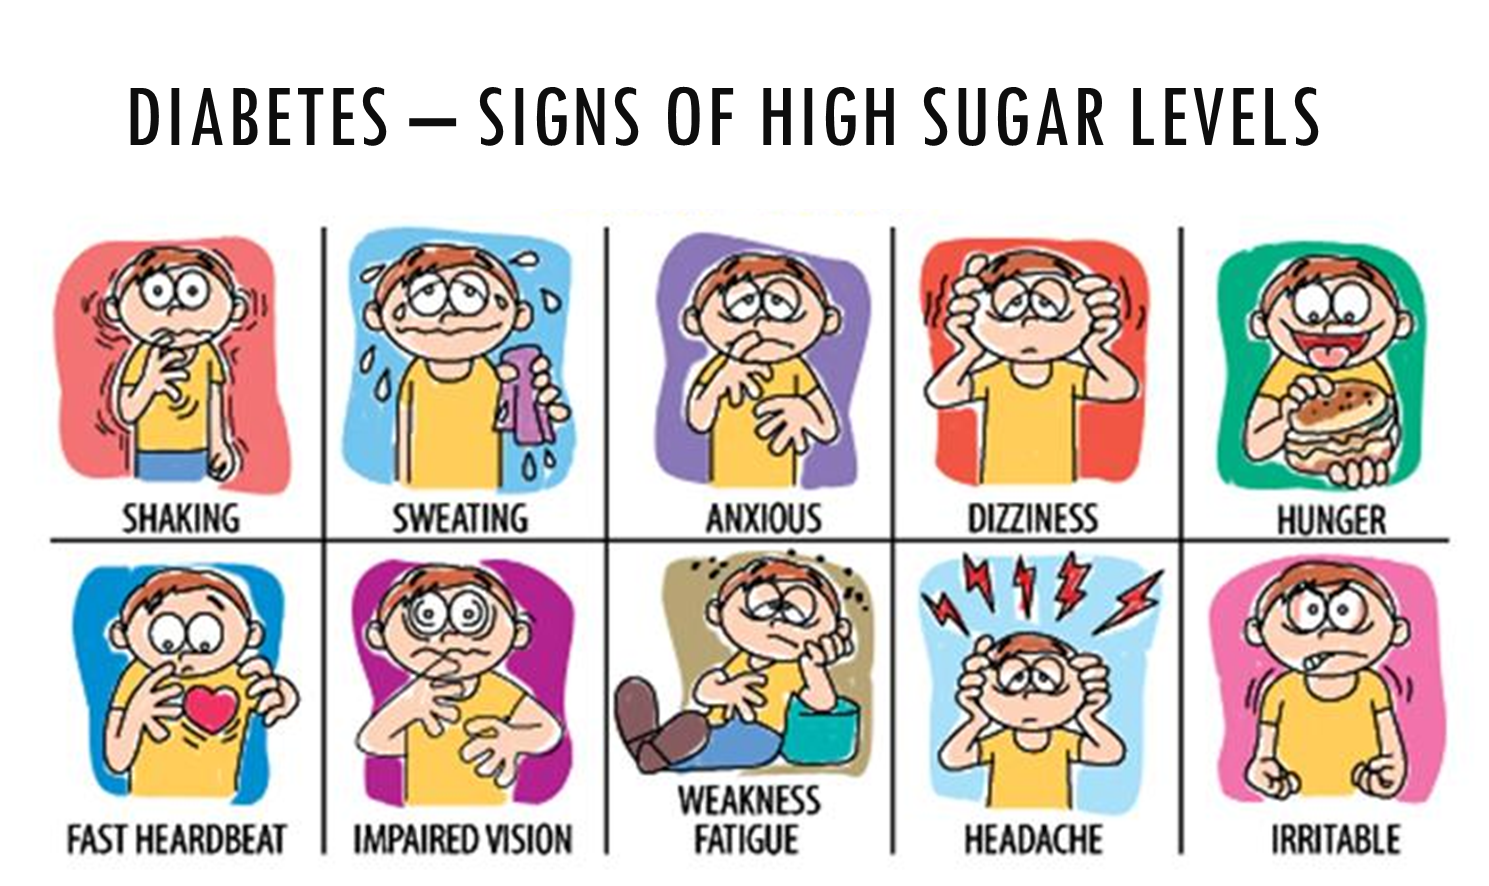 DIABETES – SIGNS OF HIGH SUGAR LEVELS
SHAKING
SWEATING
ANXIOUS
DIZZINESS
HUNGER
FAST HEARDBEAT
IMPAIRED VISION
WEAKNESS
FATIGUE
HEADACHE
IRRITABLE